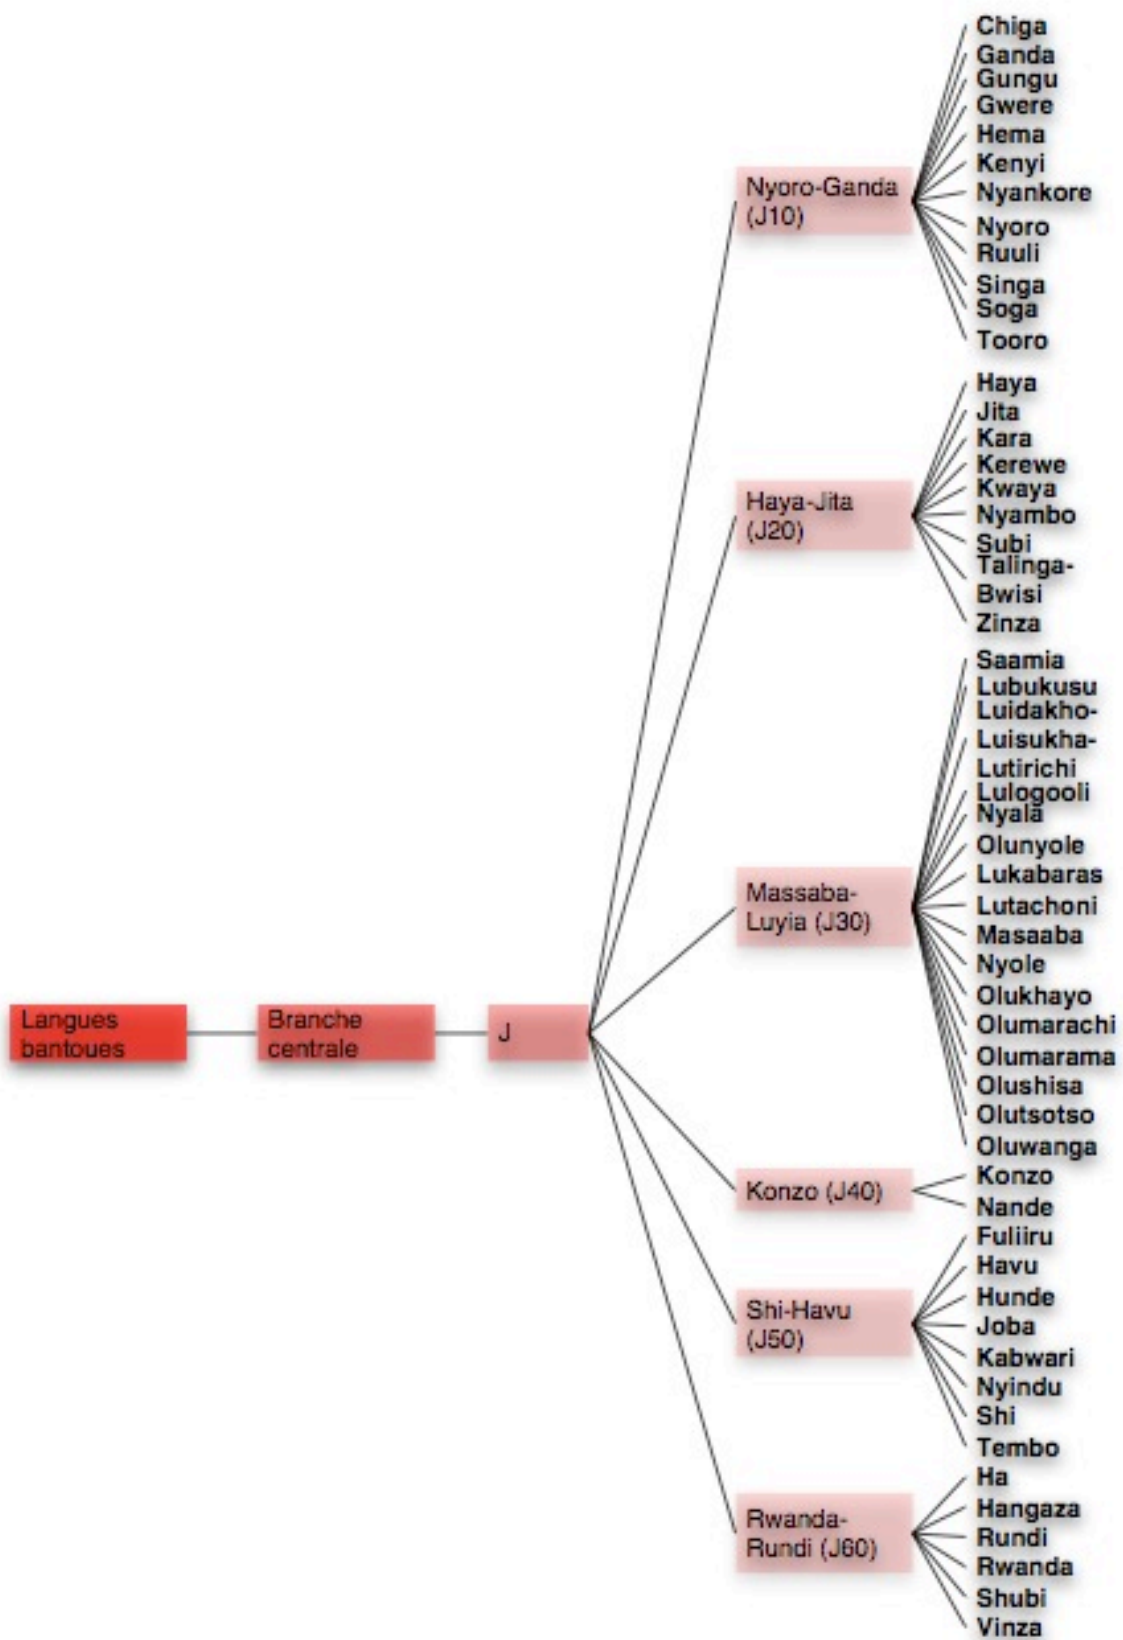 Langues
bantoues
Branche
centrale
J
Nyoro-Ganda
(J10)
Chiga
Ganda
Gungu
Gwere
Hema
Kenyi
Nyankore
Nyoro
Ruuli
Singa
Soga
Tooro
Haya-Jita
(J20)
Haya
Jita
Kara
Kerewe
Kwaya
Nyambo
Subi
Talinga-
Bwisi
Zinza
Massaba-
Luyia (J30)
Saamia
Lubukusu
Luidakho-
Luisukha-
Lutirichi
Lulogooli
Nyala
Olunyole
Lukabaras
Lutachoni
Masaaba
Nyole
Olukhayo
Olumarachi
Olumarama
Olushisa
Olutsotso
Oluwanga
Konzo (J40)
Konzo
Nande
Shi-Havu
(J50)
Fuliiru
Havu
Hunde
Joba
Kabwari
Nyindu
Shi
Tembo
Rwanda-
Rundi (J60)
Ha
Hangaza
Rundi
Rwanda
Shubi
Vinza